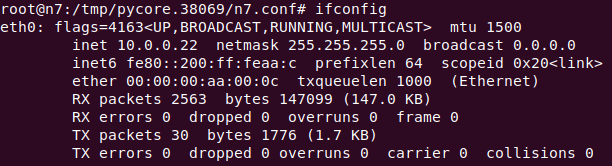 root@n7:/tmp/pycore.38069/n7.conf# ifconfig
eth0: flags=4163<UP,BROADCAST,RUNNING,MULTICAST>  mtu 1500
        inet 10.0.0.22  netmask 255.255.255.0  broadcast 0.0.0.0
        inet6 fe80::200:ff:feaa:c  prefixlen 64  scopeid 0x20<link>
        ether 00:00:00:aa:00:0c  txqueuelen 1000  (Ethernet)
        RX packets 2563  bytes 147099 (147.0 KB)
        RX errors 0  dropped 0  overruns 0  frame 0
        TX packets 30  bytes 1776 (1.7 KB)
        TX errors 0  dropped 0 overruns 0  carrier 0  collisions 0